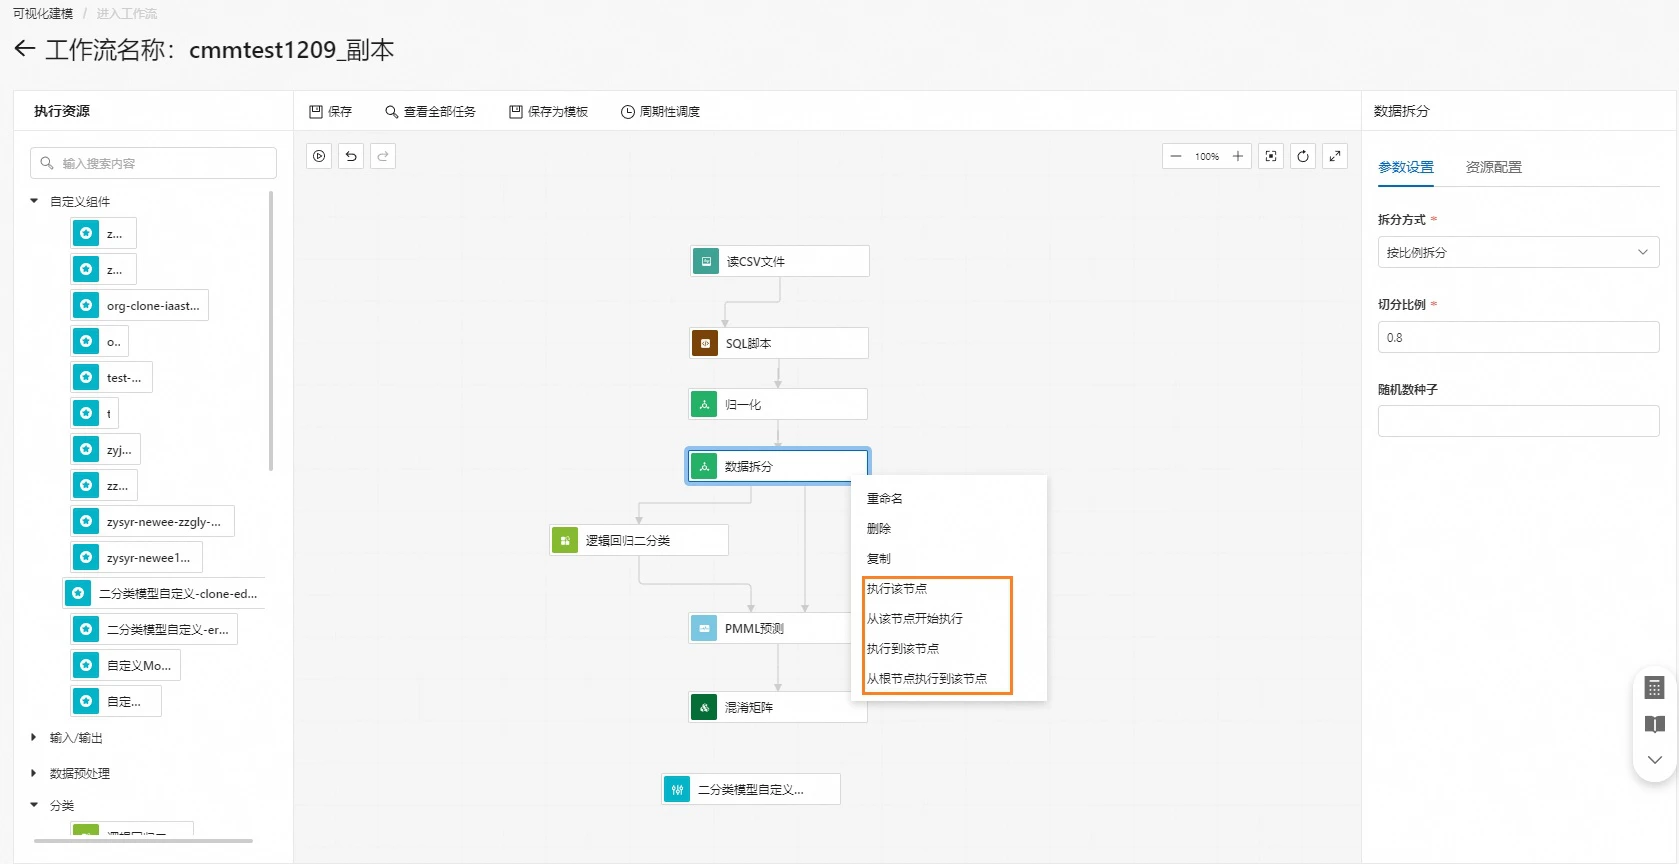 可视化建模 / 进入工作流
工作流名称：cmmtest1209_副本
执行资源
保存
查看全部任务
保存为模板
周期性调度
数据拆分
输入搜索内容
自定义组件
z...
z...
org-clone-iaast...
o..
test-...
t
zyj...
zz...
zysyr-newee-zzgly-...
zysyr-newee1...
二分类模型自定义-clone-ed...
二分类模型自定义-er...
自定义Mo...
自定...
输入/输出
数据预处理
分类
逻辑回归二...
100%
读CSV文件
SQL脚本
归一化
数据拆分
逻辑回归二分类
PMML预测
混淆矩阵
二分类模型自定义...
重命名
删除
复制
执行该节点
从该节点开始执行
执行到该节点
从根节点执行到该节点
参数设置
资源配置
拆分方式 *
按比例拆分
切分比例 *
0.8
随机数种子